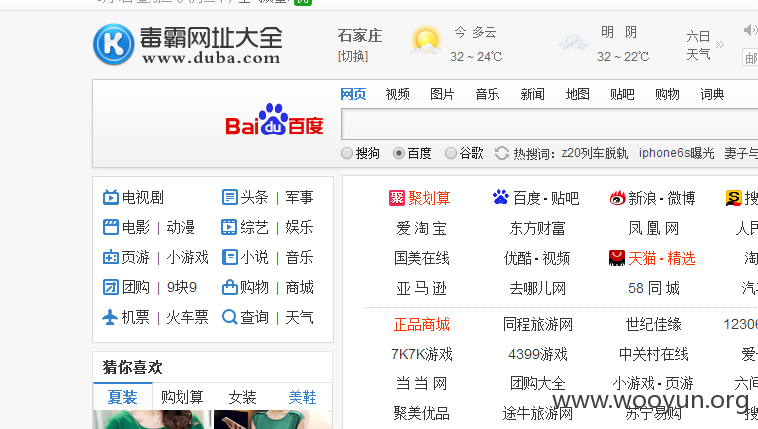 毒霸网址大全
www.duba.com
石家庄
[切换]
今 多云
32 ~ 24℃
明 阴
32 ~ 22℃
六日
天气
邮
网页 视频 图片 音乐 新闻 地图 贴吧 购物 词典
Bai du 百度
搜狗 百度 谷歌 热搜词: z20列车脱轨 iphone6s曝光 妻子与
电视剧 头条 | 军事
电影 | 动漫 综艺 | 娱乐
页游 | 小游戏 小说 | 音乐
团购 | 9块9 购物 | 商城
机票 | 火车票 查询 | 天气
聚划算 百度 - 贴吧 新浪 - 微博 搜
爱淘宝 东方财富 凤凰网 人民
国美在线 优酷 - 视频 天猫 - 精选 淘
亚马逊 去哪儿网 58同城 汽车
正品商城 同程旅游网 世纪佳缘 12306
7K7K游戏 4399游戏 中关村在线 爱
当当网 团购大全 小游戏 - 页游 六间
聚美优品 途牛旅游网 苏宁易购 搜
猜你喜欢
夏装 购划算 女装 美鞋
www.wooyun.org